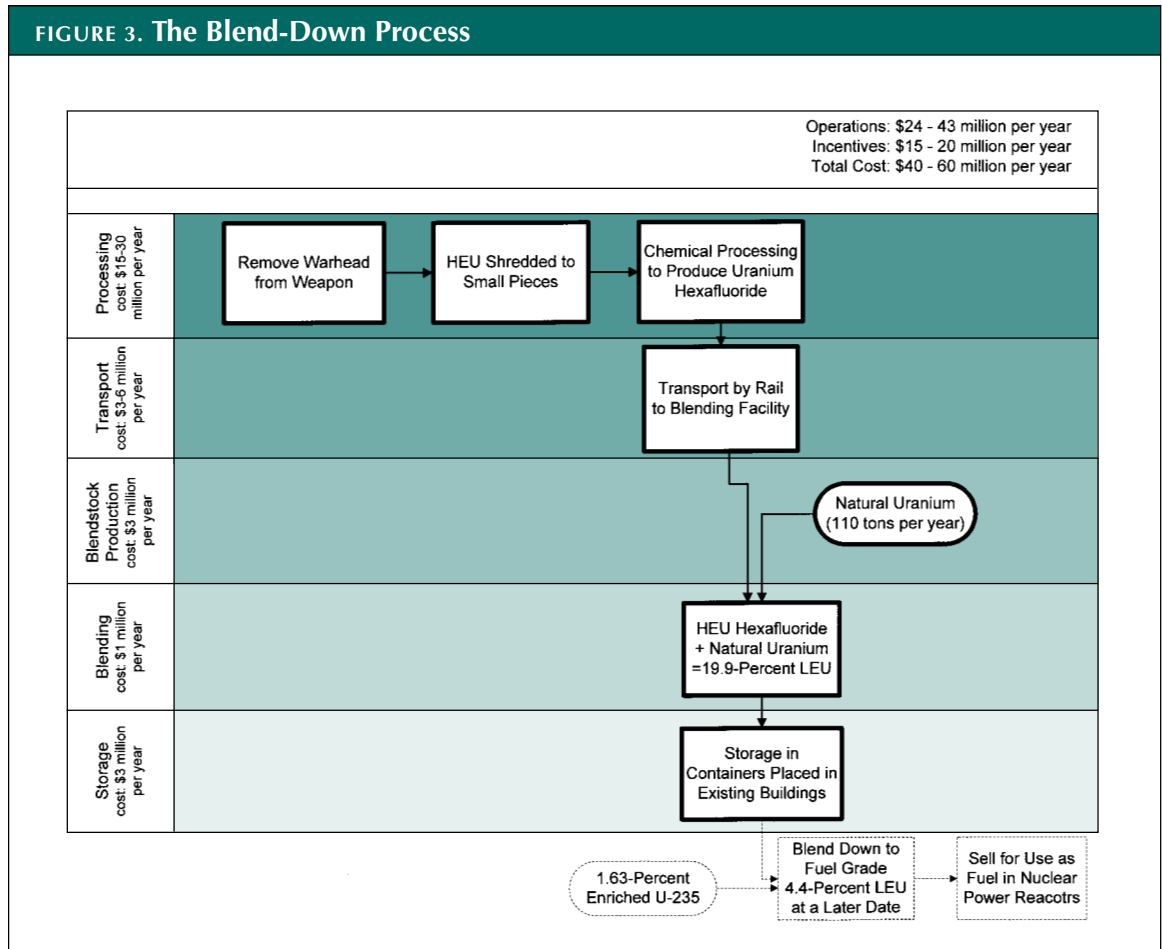 FIGURE 3. The Blend-Down Process
Operations: $24 - 43 million per year
Incentives: $15 - 20 million per year
Total Cost: $40 - 60 million per year
Processing
cost: $15-30
million per year
Remove Warhead
from Weapon
HEU Shredded to
Small Pieces
Chemical Processing
to Produce Uranium
Hexafluoride
Transport
cost: $3-6 million
per year
Transport by Rail
to Blending Facility
Blendstock
Production
cost: $3 million
per year
Natural Uranium
(110 tons per year)
Blending
cost: $1 million
per year
HEU Hexafluoride
+ Natural Uranium
=19.9-Percent LEU
Storage
cost: $3 million
per year
Storage in
Containers Placed in
Existing Buildings
1.63-Percent
Enriched U-235
Blend Down to
Fuel Grade
4.4-Percent LEU
at a Later Date
Sell for Use as
Fuel in Nuclear
Power Reacotrs